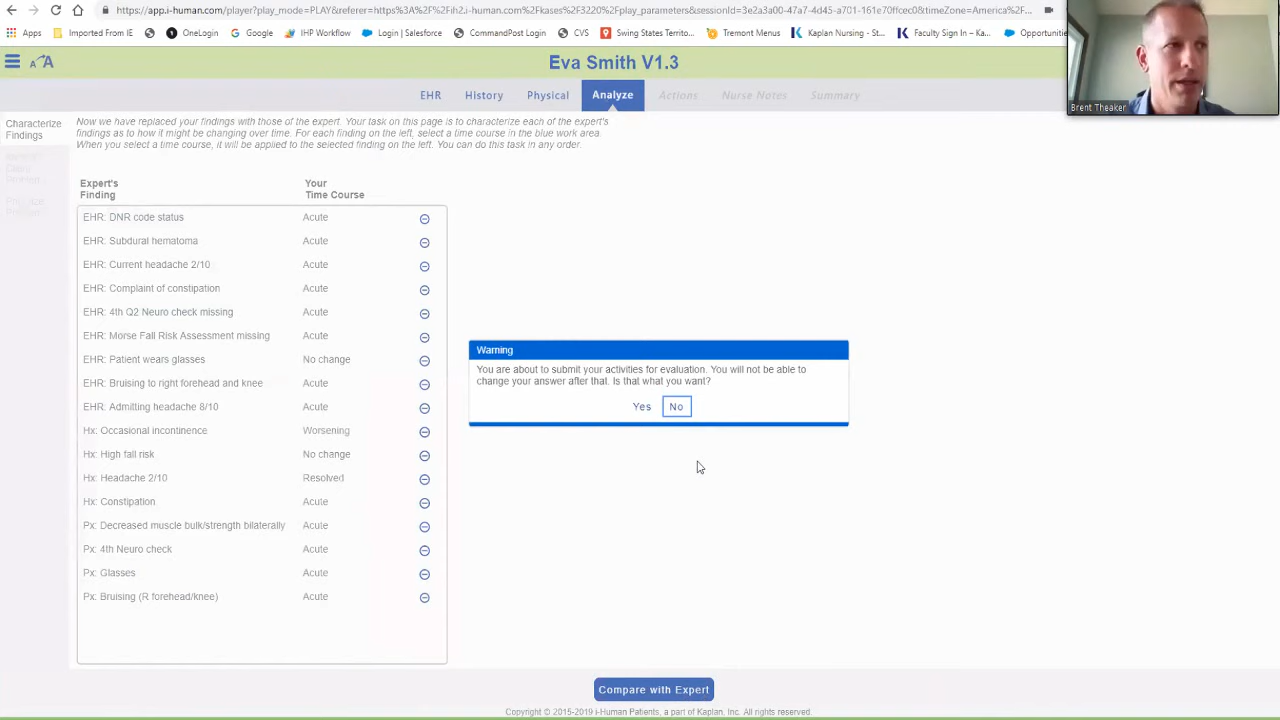 https://app.i-human.com/player?play_mode=PLAY&referer=https%3A%2F%2Fih2.i-human.com%2Fkases%2F3220%2Fplay_parameters&sessionId=3e2a3a00-47a7-4d45-a701-161e70ffcec0&timeZone=America%2F...
Apps Imported From IE OneLogin Google IHP Workflow Login | Salesforce CommandPost Login CVS Swing States Territo... Tremont Menus Kaplan Nursing - Ka... Faculty Sign In – Ka... Opportunities
AA Eva Smith V1.3
Brent Theaker
EHR History Physical Analyze Actions Nurse Notes Summary
Characterize
Findings
Now we have replaced your findings with those of the expert. Your task on this page is to characterize each of the expert's
findings as to how it might be changing over time. For each finding on the left, select a time course in the blue work area.
When you select a time course, it will be applied to the selected finding on the left. You can do this task in any order.
Expert's
Finding
Your
Time Course
EHR: DNR code status Acute
EHR: Subdural hematoma Acute
EHR: Current headache 2/10 Acute
EHR: Complaint of constipation Acute
EHR: 4th Q2 Neuro check missing Acute
EHR: Morse Fall Risk Assessment missing Acute
EHR: Patient wears glasses No change
EHR: Bruising to right forehead and knee Acute
EHR: Admitting headache 8/10 Acute
Hx: Occasional incontinence Worsening
Hx: High fall risk No change
Hx: Headache 2/10 Resolved
Hx: Constipation Acute
Px: Decreased muscle bulk/strength bilaterally Acute
Px: 4th Neuro check Acute
Px: Glasses Acute
Px: Bruising (R forehead/knee) Acute
Warning
You are about to submit your activities for evaluation. You will not be able to
change your answer after that. Is that what you want?
Yes No
Compare with Expert
Copyright © 2015-2019 i-Human Patients, a part of Kaplan, Inc. All rights reserved.